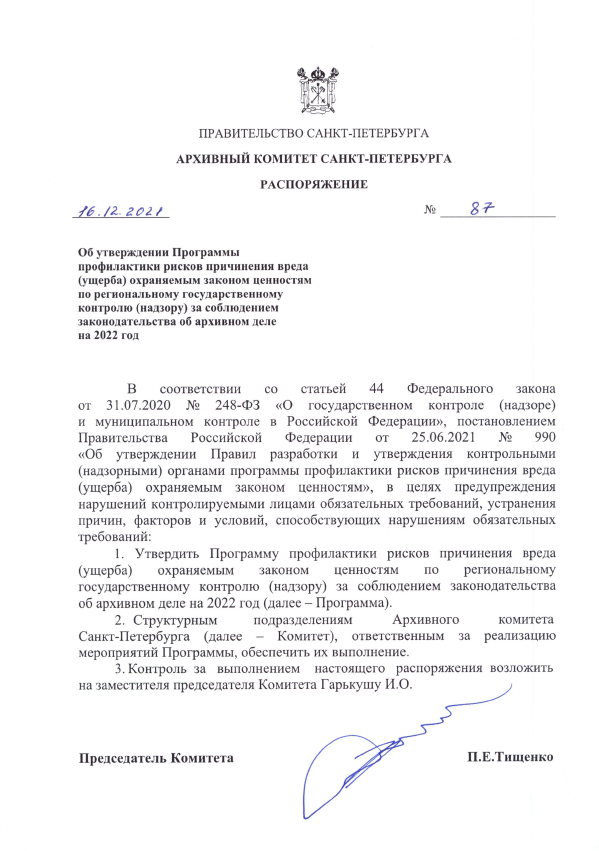 ПРАВИТЕЛЬСТВО САНКТ-ПЕТЕРБУРГА
АРХИВНЫЙ КОМИТЕТ САНКТ-ПЕТЕРБУРГА
РАСПОРЯЖЕНИЕ
16.12.2021 № 87
Об утверждении Программы
профилактики рисков причинения вреда
(ущерба) охраняемым законом ценностям
по региональному государственному
контролю (надзору) за соблюдением
законодательства об архивном деле
на 2022 год
В соответствии со статьей 44 Федерального закона
от 31.07.2020 № 248-ФЗ «О государственном контроле (надзоре)
и муниципальном контроле в Российской Федерации», постановлением
Правительства Российской Федерации от 25.06.2021 № 990
«Об утверждении Правил разработки и утверждения контрольными
(надзорными) органами программы профилактики рисков причинения вреда
(ущерба) охраняемым законом ценностям», в целях предупреждения
нарушений контролируемыми лицами обязательных требований, устранения
причин, факторов и условий, способствующих нарушениям обязательных
требований:
1. Утвердить Программу профилактики рисков причинения вреда
(ущерба) охраняемым законом ценностям по региональному
государственному контролю (надзору) за соблюдением законодательства
об архивном деле на 2022 год (далее – Программа).
2. Структурным подразделениям Архивного комитета
Санкт-Петербурга (далее – Комитет), ответственным за реализацию
мероприятий Программы, обеспечить их выполнение.
3. Контроль за выполнением настоящего распоряжения возложить
на заместителя председателя Комитета Гарькушу И.О.
Председатель Комитета П.Е.Тищенко